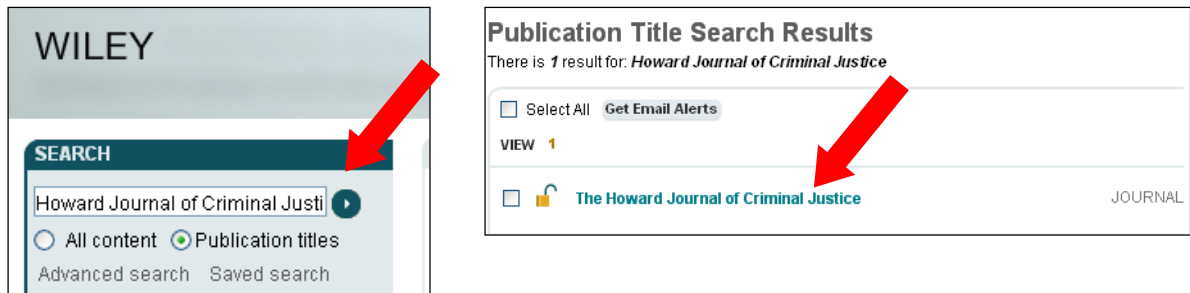 WILEY
SEARCH
Howard Journal of Criminal Justi
All content Publication titles
Advanced search Saved search
Publication Title Search Results
There is 1 result for: Howard Journal of Criminal Justice
Select All Get Email Alerts
VIEW 1
The Howard Journal of Criminal Justice JOURNAL